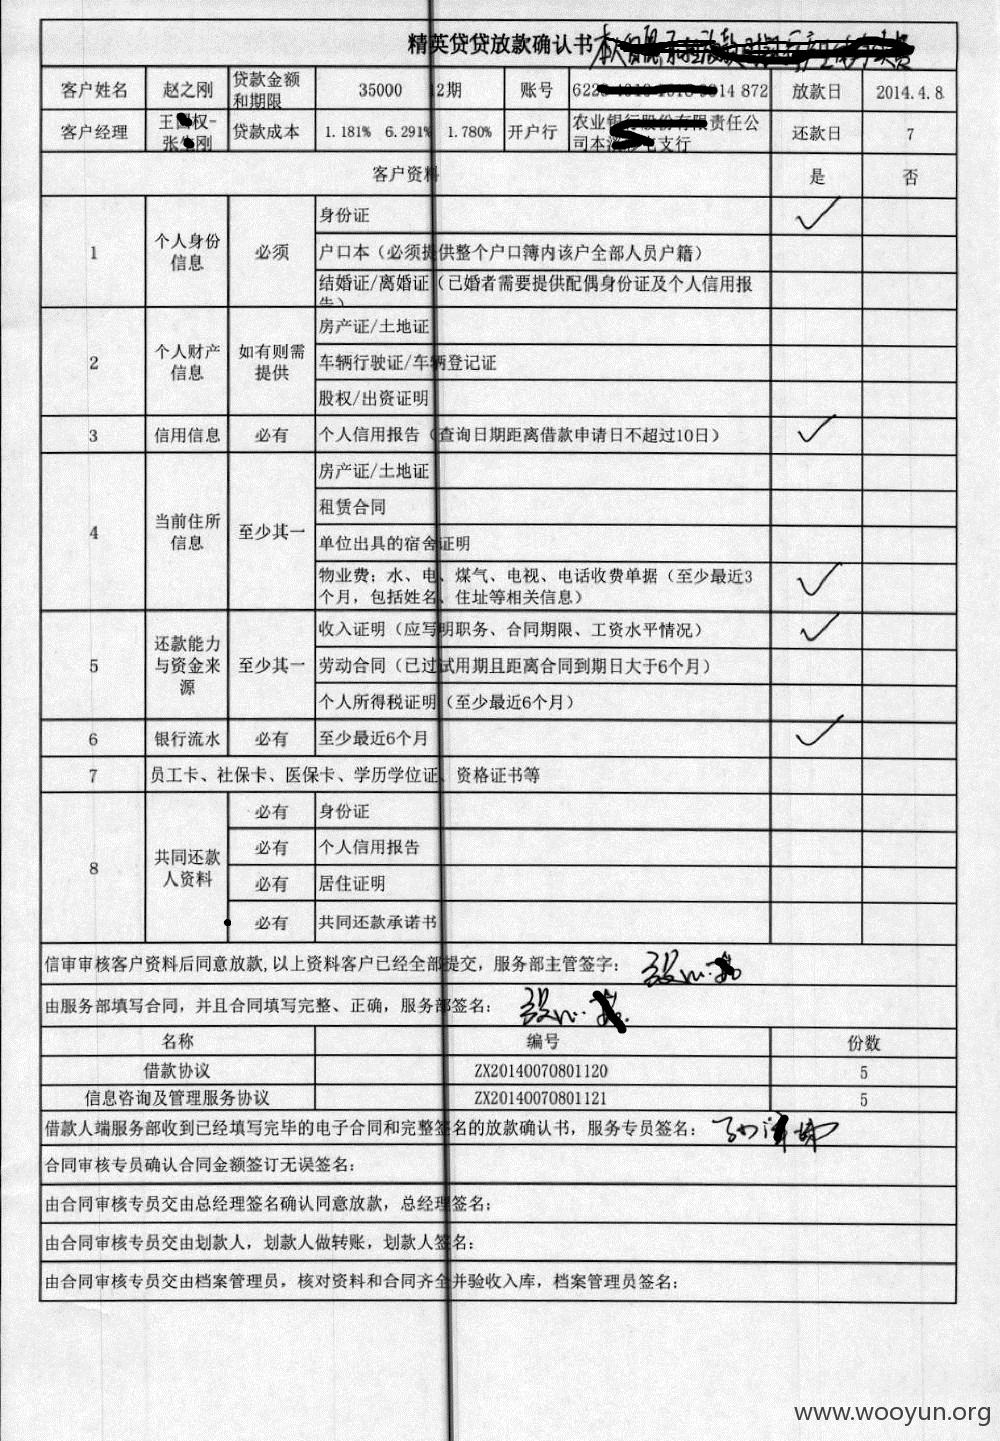 精英贷贷放款确认书
客户姓名 赵之刚 贷款金额和期限 35000 12期 账号 622 14 872 放款日 2014.4.8
客户经理 王 权- 张 刚 贷款成本 1.181% 6.291% 1.780% 开户行 农业银行股份有限责任公司本 支行 还款日 7
客户资料 是 否
1 个人身份信息 必须 身份证 ✓
户口本（必须提供整个户口簿内该户全部人员户籍）
结婚证/离婚证（已婚者需要提供配偶身份证及个人信用报告）
2 个人财产信息 如有则需提供 房产证/土地证
车辆行驶证/车辆登记证
股权/出资证明
3 信用信息 必有 个人信用报告（查询日期距离借款申请日不超过10日） ✓
4 当前住所信息 至少其一 房产证/土地证
租赁合同
单位出具的宿舍证明
物业费；水、电、煤气、电视、电话收费单据（至少最近3
个月，包括姓名、住址等相关信息） ✓
5 还款能力与资金来源 至少其一 收入证明（应写明职务、合同期限、工资水平情况） ✓
劳动合同（已过试用期且距离合同到期日大于6个月）
个人所得税证明（至少最近6个月）
6 银行流水 必有 至少最近6个月 ✓
7 员工卡、社保卡、医保卡、学历学位证、资格证书等
8 共同还款人资料 必有 身份证
必有 个人信用报告
必有 居住证明
必有 共同还款承诺书
信审审核客户资料后同意放款,以上资料客户已经全部提交，服务部主管签字：
由服务部填写合同，并且合同填写完整、正确，服务部签名：
名称 编号 份数
借款协议 ZX20140070801120 5
信息咨询及管理服务协议 ZX20140070801121 5
借款人端服务部收到已经填写完毕的电子合同和完整签名的放款确认书，服务专员签名：
合同审核专员确认合同金额签订无误签名：
由合同审核专员交由总经理签名确认同意放款，总经理签名：
由合同审核专员交由划款人，划款人做转账，划款人签名：
由合同审核专员交由档案管理员，核对资料和合同齐全并验收入库，档案管理员签名：
www.wooyun.org